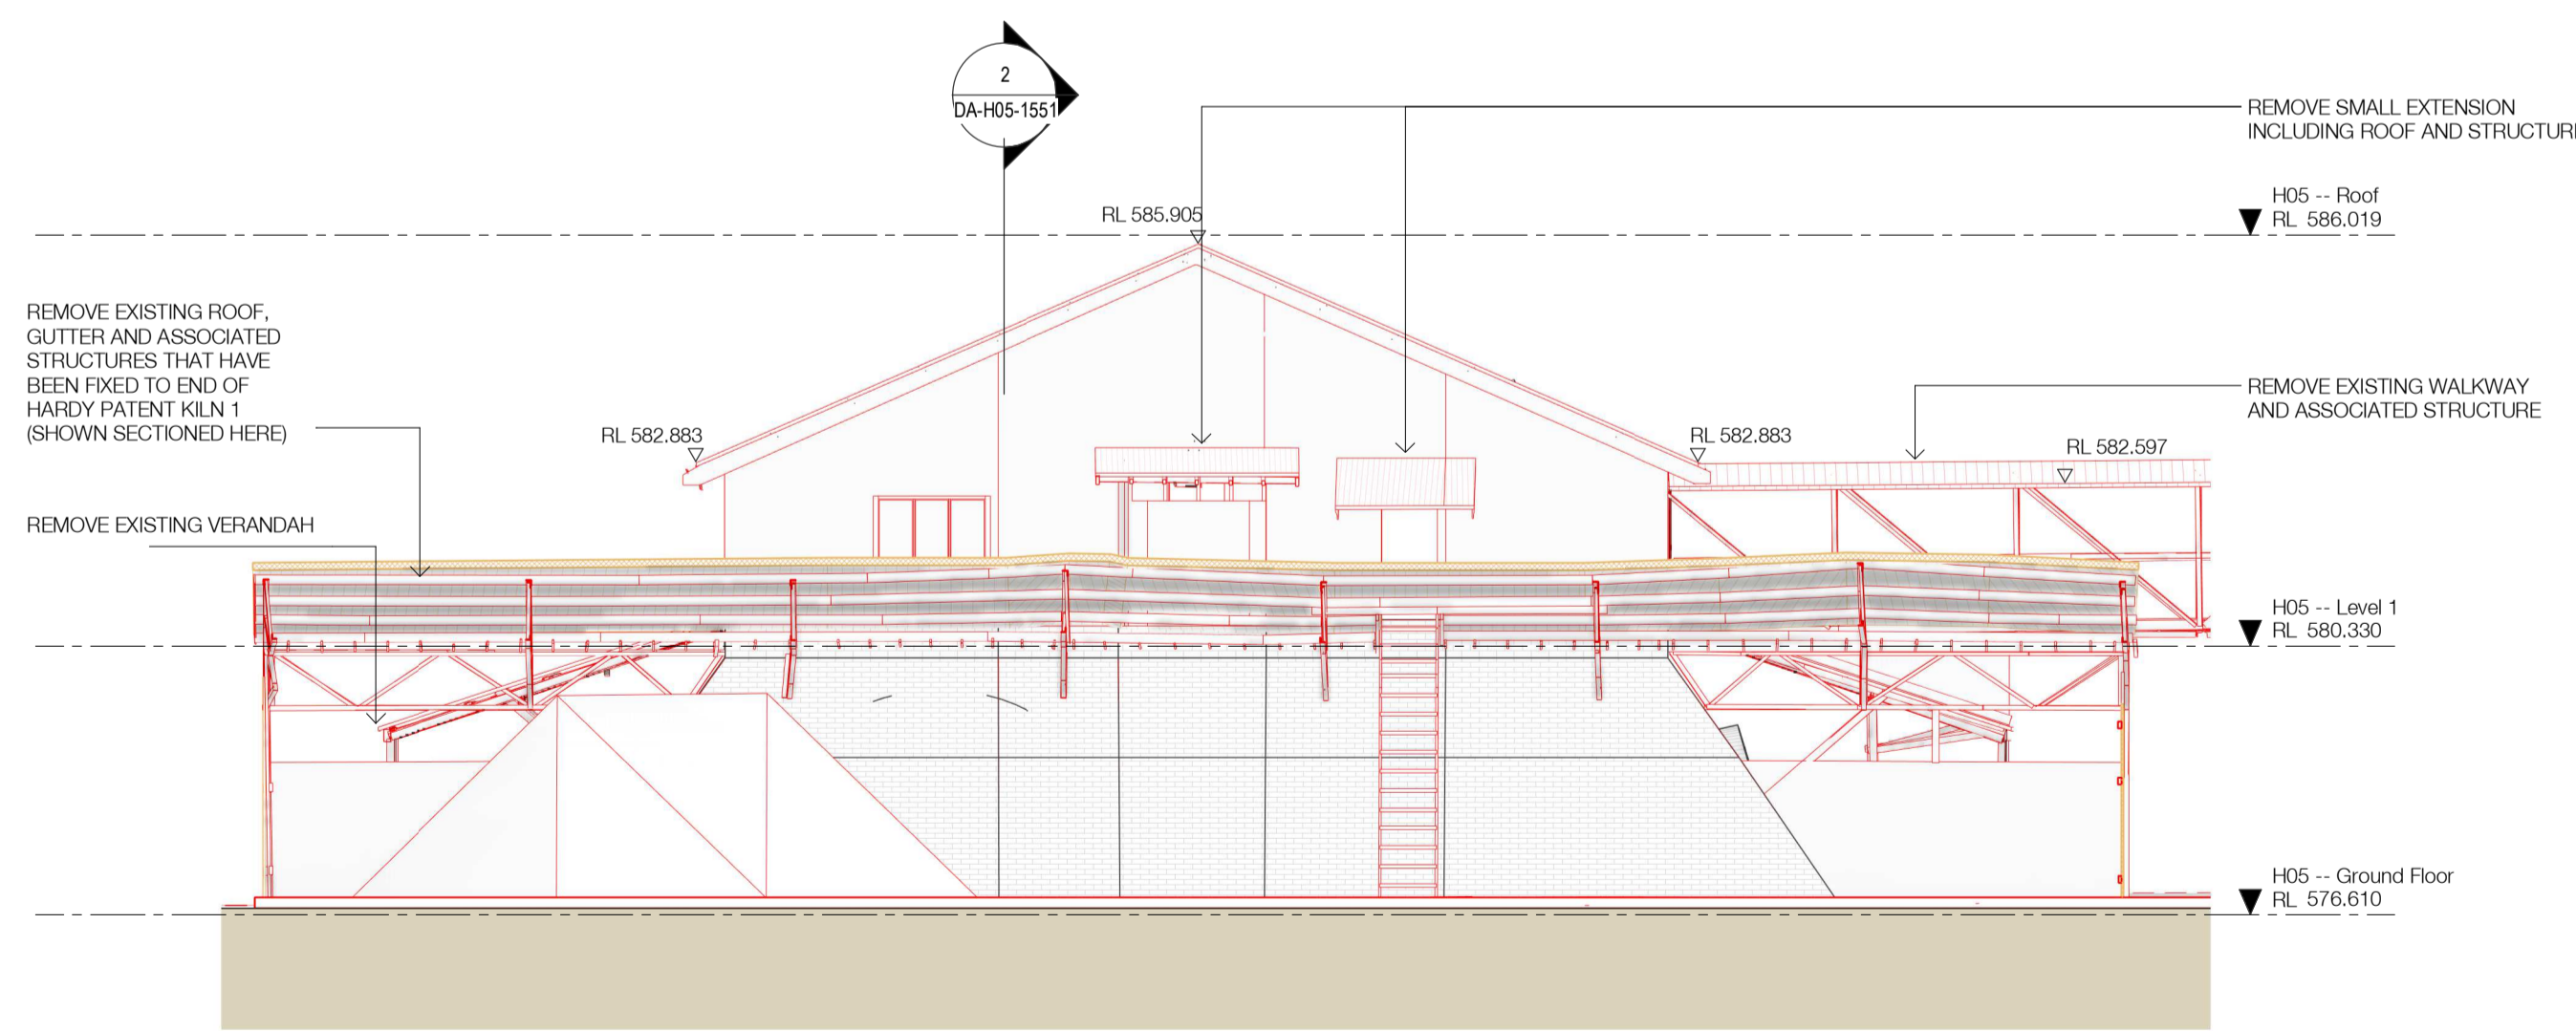 2
DA-H05-1551
REMOVE SMALL EXTENSION
INCLUDING ROOF AND STRUCTURE
H05 -- Roof
RL 586.019
RL 585.905
REMOVE EXISTING ROOF,
GUTTER AND ASSOCIATED
STRUCTURES THAT HAVE
BEEN FIXED TO END OF
HARDY PATENT KILN 1
(SHOWN SECTIONED HERE)
REMOVE EXISTING WALKWAY
AND ASSOCIATED STRUCTURE
RL 582.883
RL 582.883
RL 582.597
REMOVE EXISTING VERANDAH
H05 -- Level 1
RL 580.330
H05 -- Ground Floor
RL 576.610